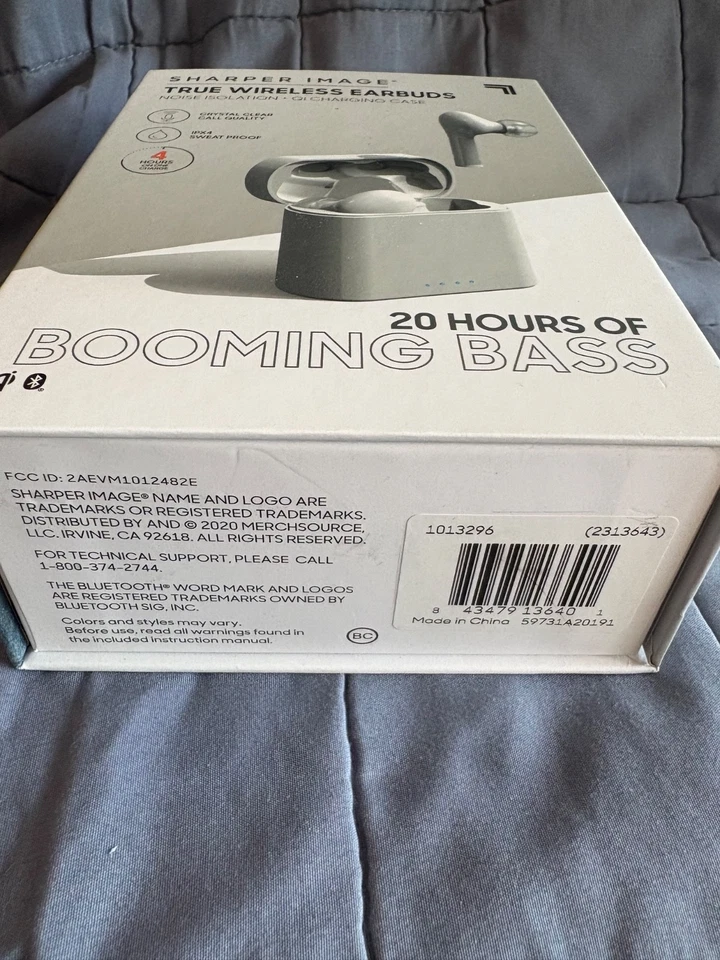 SHARPER IMAGE®
TRUE WIRELESS EARBUDS
NOISE ISOLATION • QI CHARGING CASE
CRYSTAL CLEAR
CALL QUALITY
IPX4
SWEAT PROOF
4
HOURS
ON ONE
CHARGE
20 HOURS OF
BOOMING BASS
FCC ID: 2AEVM1012482E
SHARPER IMAGE® NAME AND LOGO ARE
TRADEMARKS OR REGISTERED TRADEMARKS.
DISTRIBUTED BY AND © 2020 MERCHSOURCE,
LLC. IRVINE, CA 92618. ALL RIGHTS RESERVED.
FOR TECHNICAL SUPPORT, PLEASE CALL
1-800-374-2744.
THE BLUETOOTH® WORD MARK AND LOGOS
ARE REGISTERED TRADEMARKS OWNED BY
BLUETOOTH SIG, INC.
Colors and styles may vary.
Before use, read all warnings found in
the included instruction manual.
BC
1013296 (2313643)
8 43479 13640 1
Made in China 59731A20191